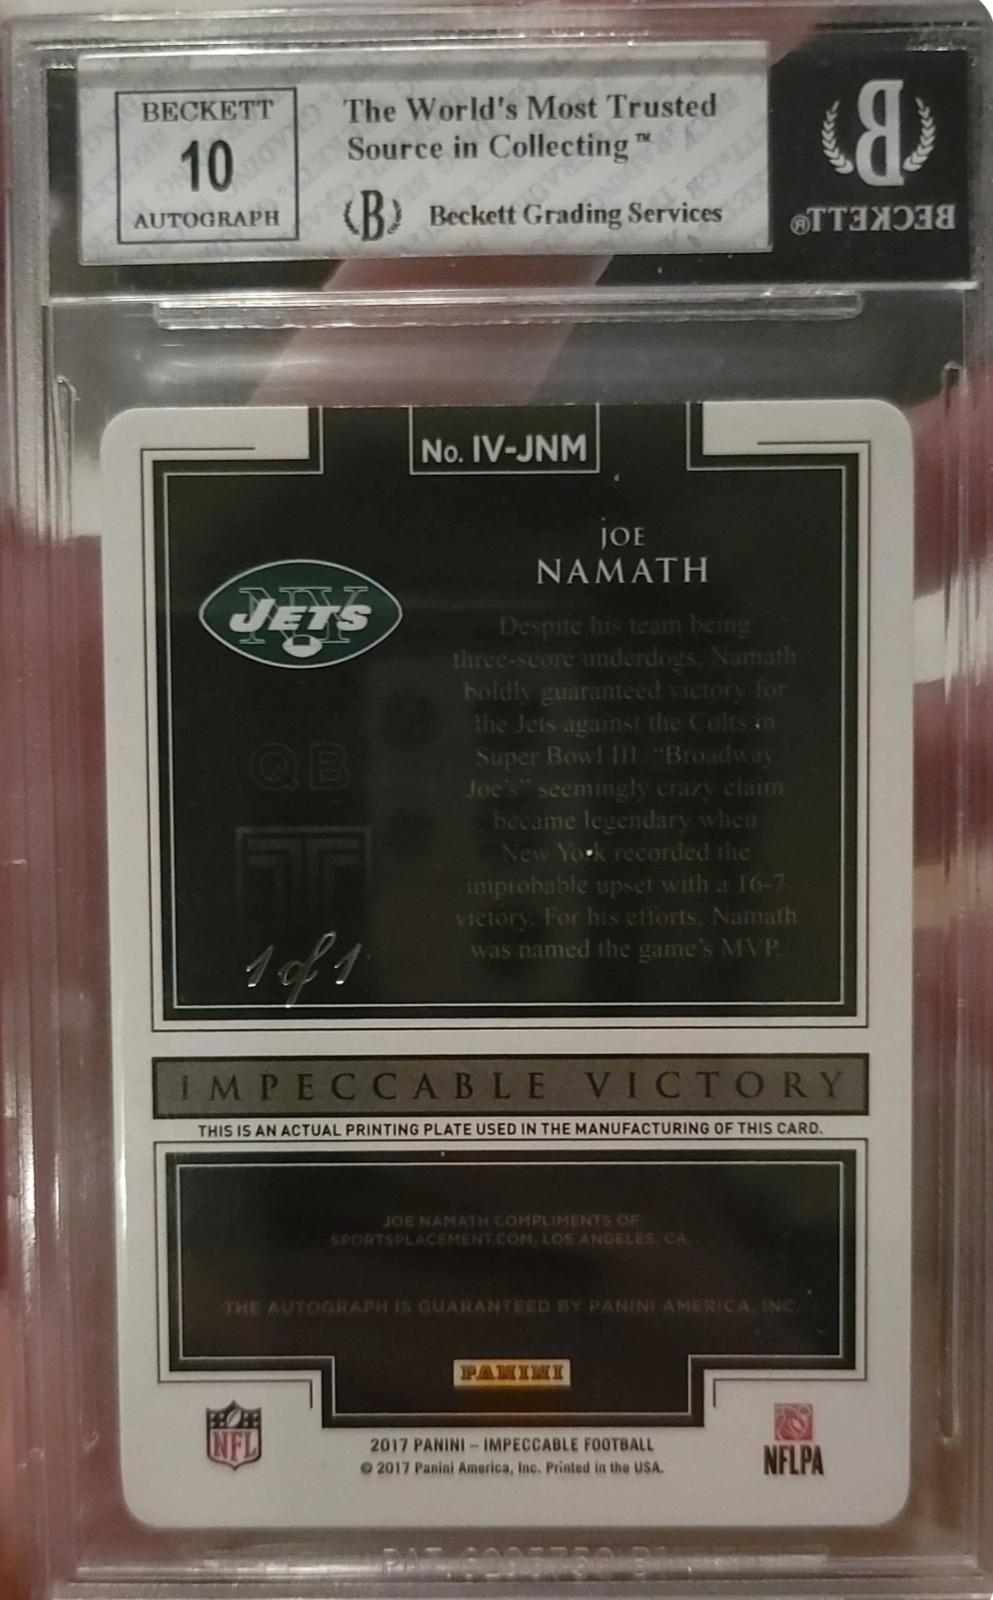 BECKETT
10
AUTOGRAPH
The World's Most Trusted
Source in Collecting™
B Beckett Grading Services
B
BECKETT®
No. IV-JNM
JOE
NAMATH
NY
JETS
Despite his team being
three-score underdogs, Namath
boldly guaranteed victory for
the Jets against the Colts in
Super Bowl III. “Broadway
Joe's” seemingly crazy claim
became legendary when
New York recorded the
improbable upset with a 16-7
victory. For his efforts, Namath
was named the game's MVP.
QB
1 of 1
IMPECCABLE VICTORY
THIS IS AN ACTUAL PRINTING PLATE USED IN THE MANUFACTURING OF THIS CARD.
JOE NAMATH COMPLIMENTS OF
SPORTSPLACEMENT.COM, LOS ANGELES, CA.
THE AUTOGRAPH IS GUARANTEED BY PANINI AMERICA, INC.
PANINI
NFL
NFLPA
2017 PANINI – IMPECCABLE FOOTBALL
© 2017 Panini America, Inc. Printed in the USA.